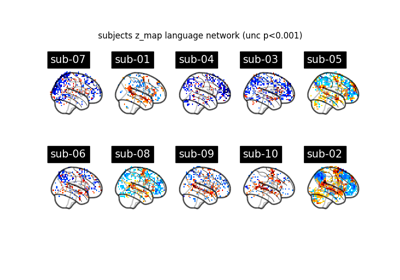 subjects z_map language network (unc p<0.001)
sub-07 sub-01 sub-04 sub-03 sub-05
sub-06 sub-08 sub-09 sub-10 sub-02